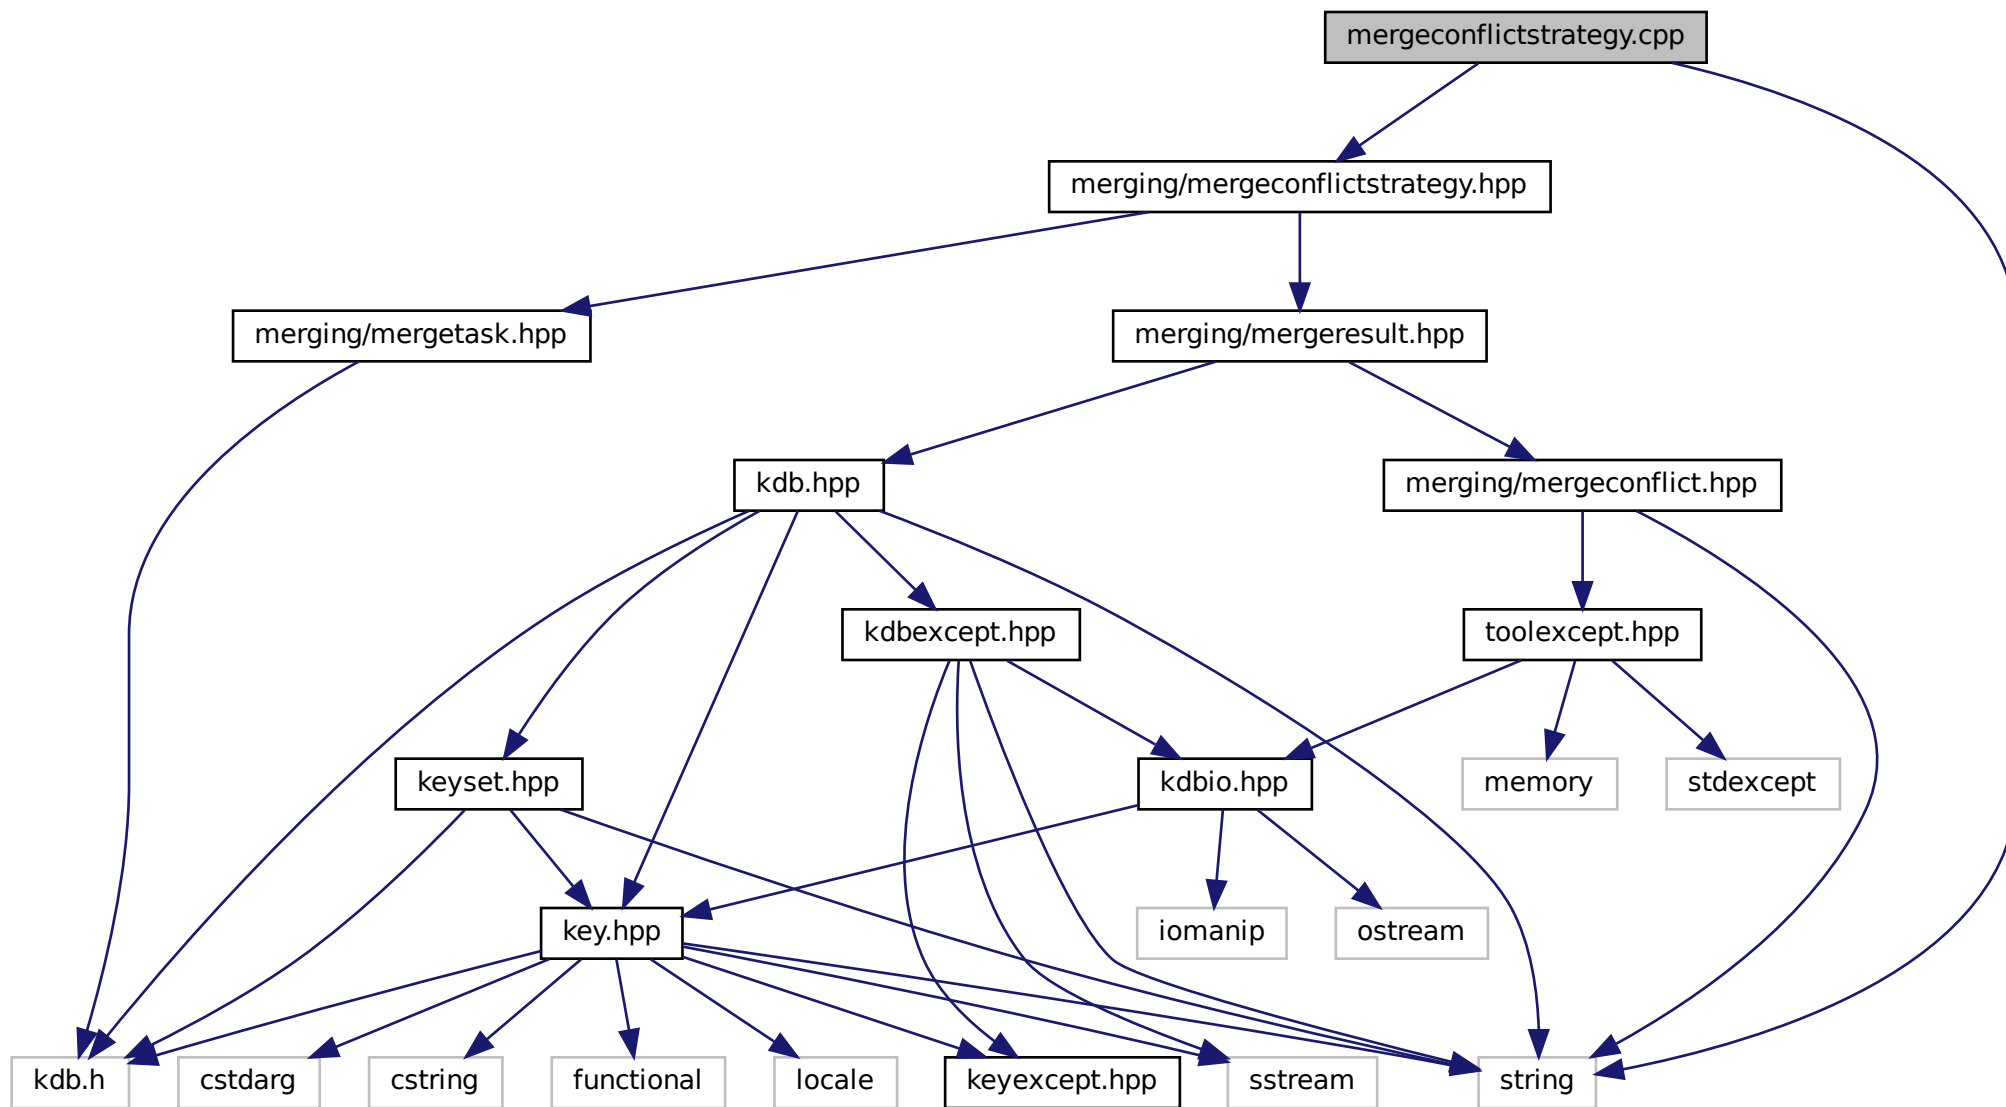 mergeconflictstrategy.cpp
merging/mergeconflictstrategy.hpp
merging/mergetask.hpp
merging/mergeresult.hpp
kdb.hpp
merging/mergeconflict.hpp
kdbexcept.hpp
toolexcept.hpp
keyset.hpp
kdbio.hpp
memory
stdexcept
key.hpp
iomanip
ostream
kdb.h
cstdarg
cstring
functional
locale
keyexcept.hpp
sstream
string